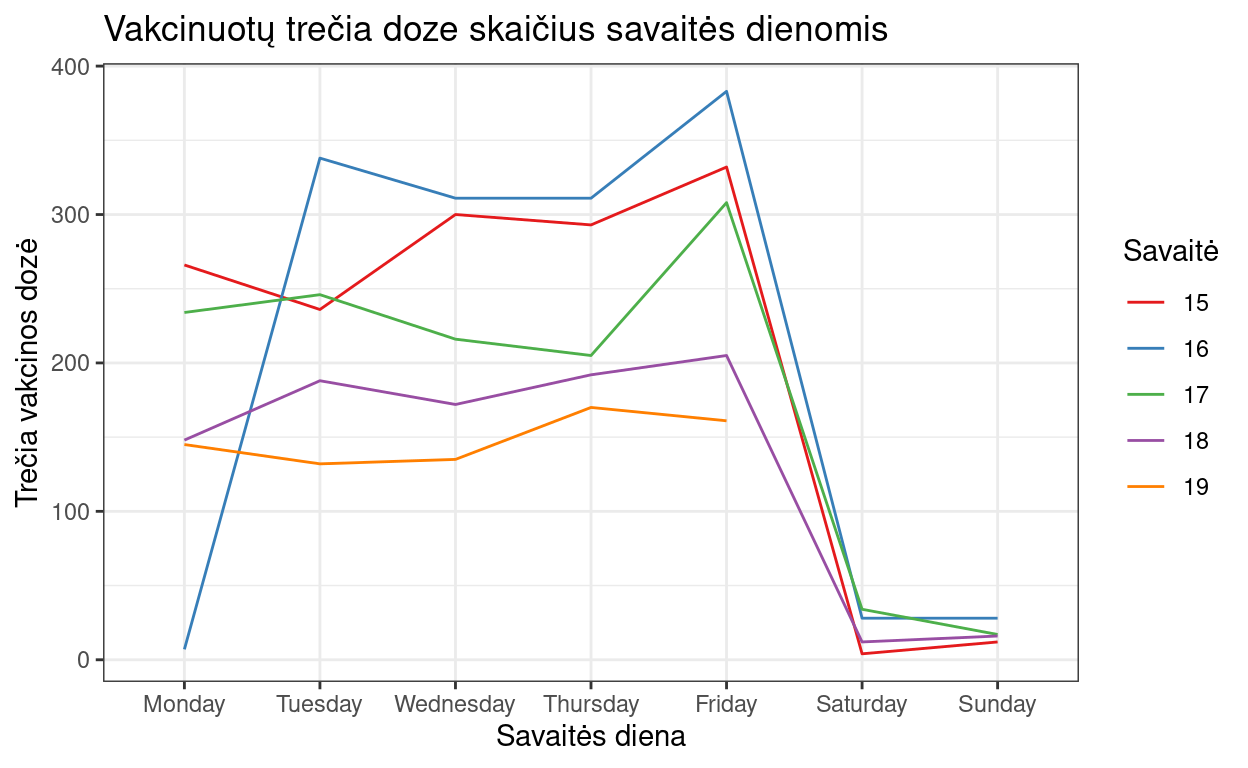 Vakcinuotų trečia doze skaičius savaitės dienomis
400
300
200
100
0
Trečia vakcinos dozė
Monday Tuesday Wednesday Thursday Friday Saturday Sunday
Savaitės diena
Savaitė
15
16
17
18
19